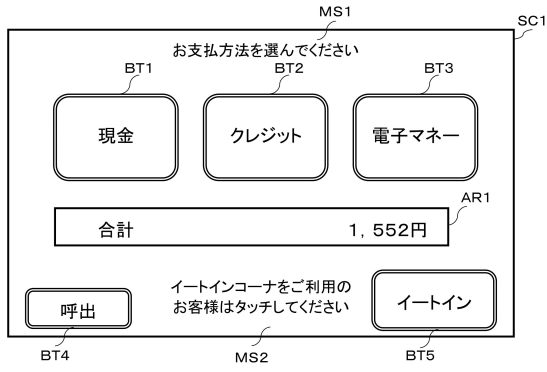 MS1
SC1
お支払方法を選んでください
BT1
BT2
BT3
現金
クレジット
電子マネー
AR1
合計 1,552円
イートインコーナをご利用の
お客様はタッチしてください
呼出
イートイン
BT4
MS2
BT5